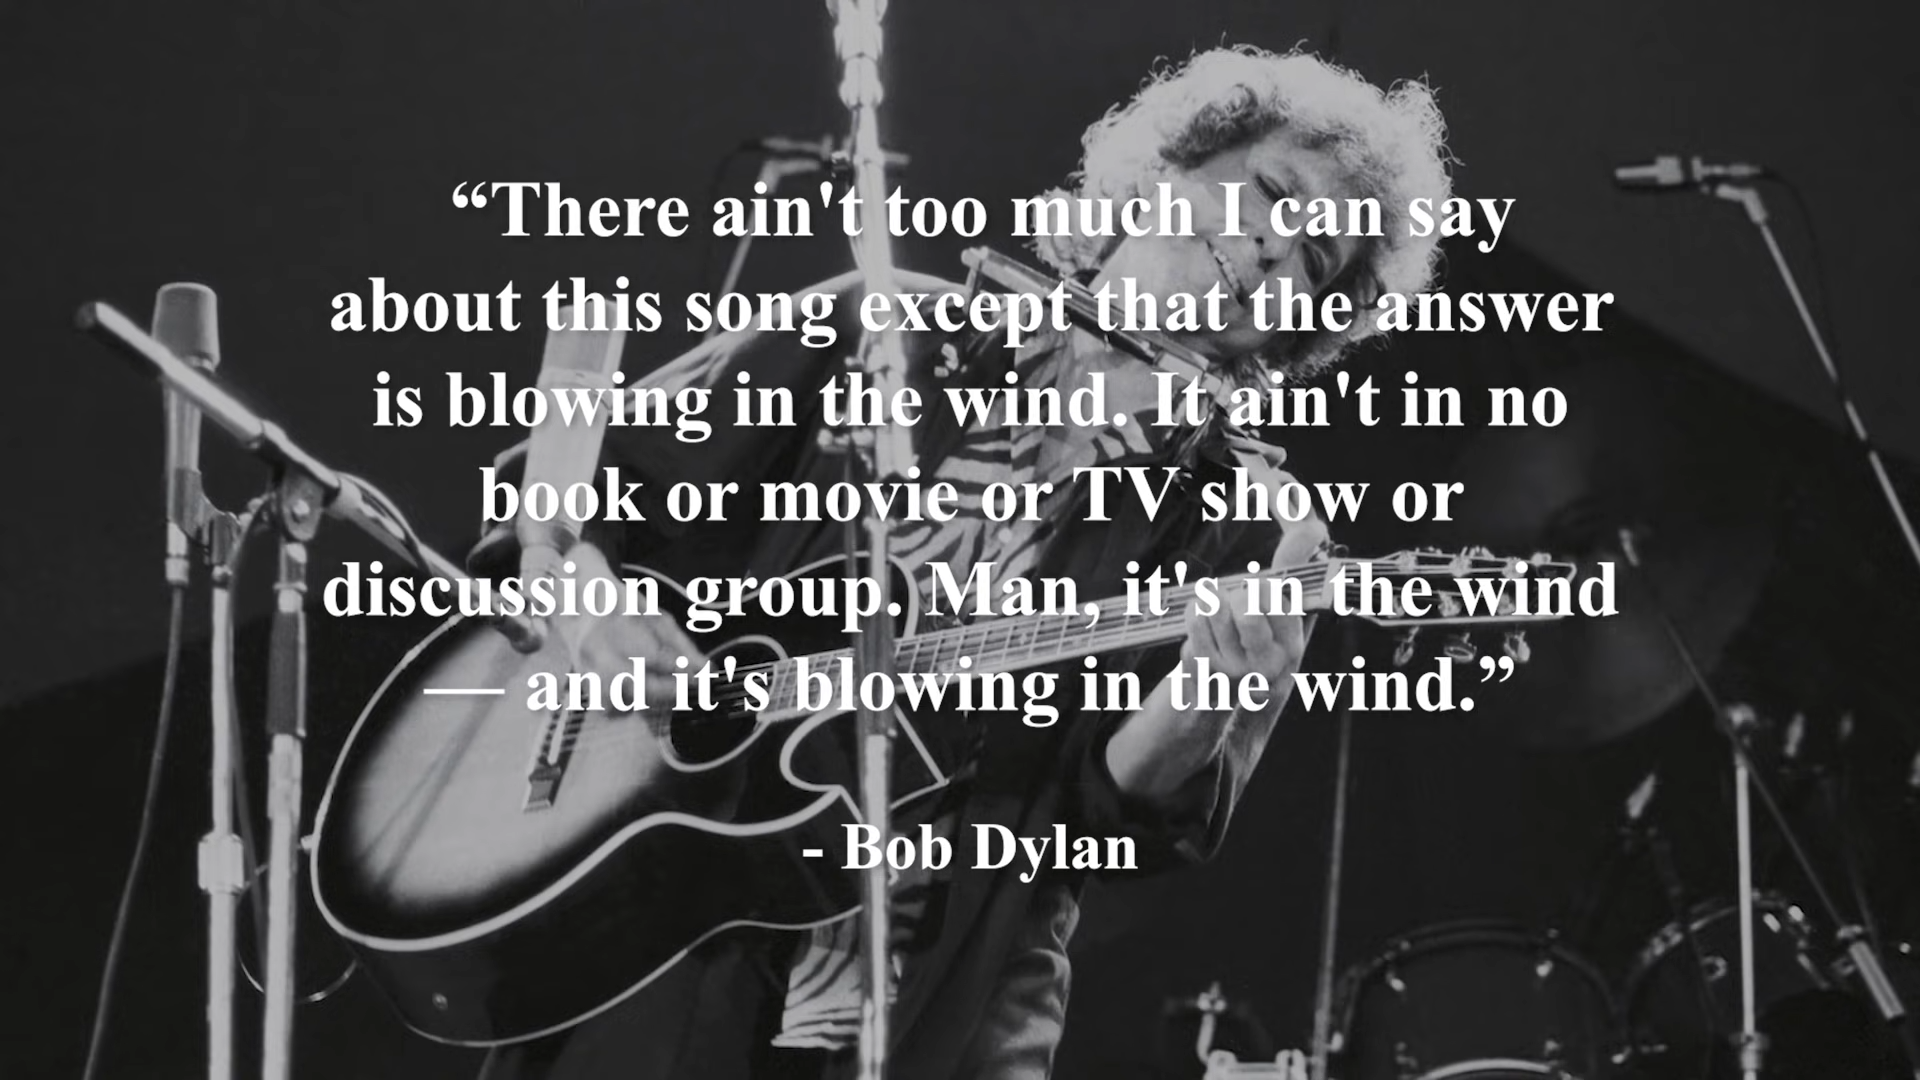 “There ain't too much I can say
about this song except that the answer
is blowing in the wind. It ain't in no
book or movie or TV show or
discussion group. Man, it's in the wind
— and it's blowing in the wind.”
- Bob Dylan